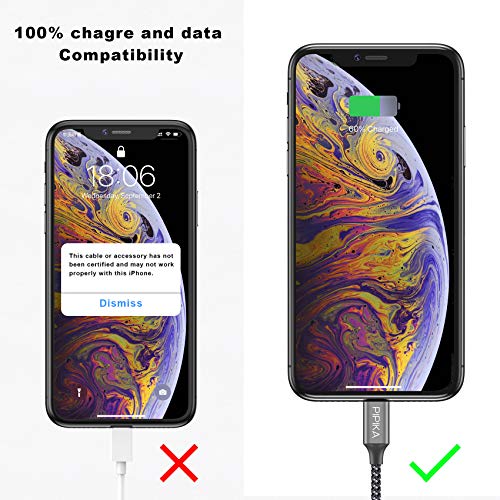 100% chagre and data
Compatibility
18:06
Wednesday,September 2
This cable or accessory has not
been certified and may not work
properly with this iPhone.
Dismiss
60% Charged
PIPIKA